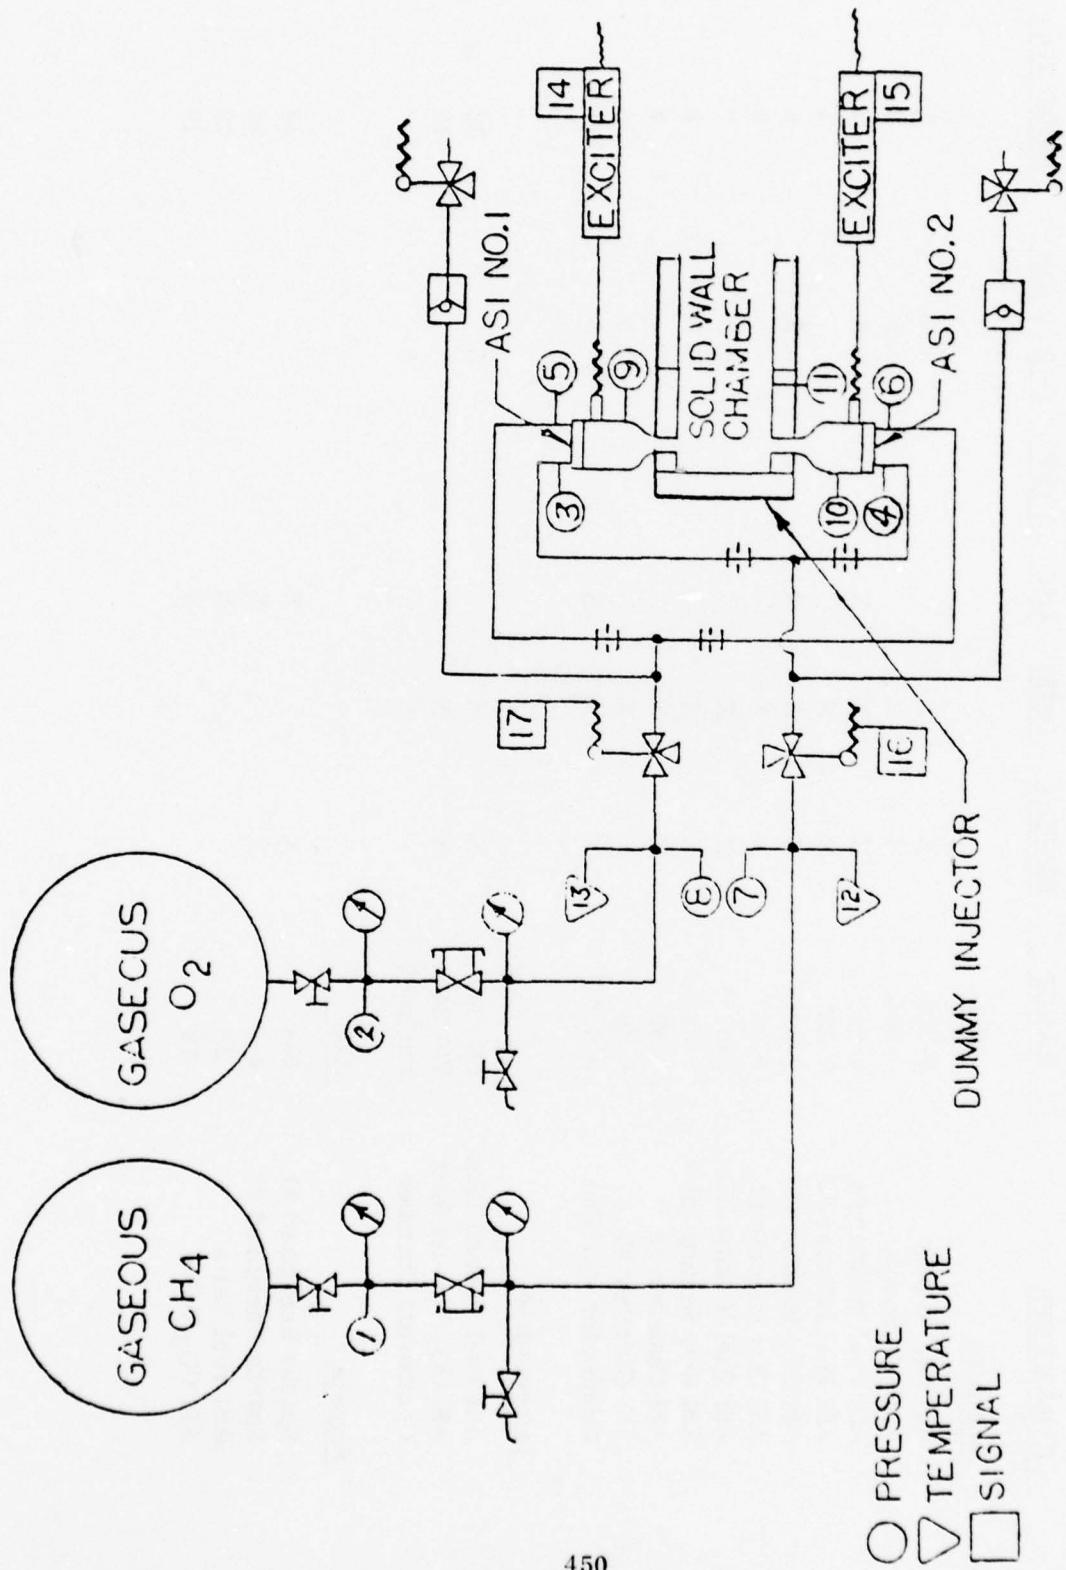 GASEOUS
CH4
GASECUS
O2
1
2
13
8
7
12
17
16
3
5
9
10
4
11
6
ASI NO.1
ASI NO.2
14
EXCITER
EXCITER
15
SOLID WALL
CHAMBER
DUMMY INJECTOR
PRESSURE
TEMPERATURE
SIGNAL
450